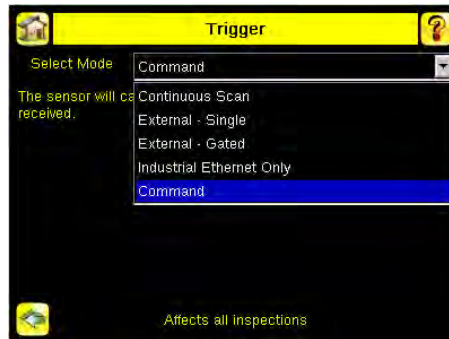 Trigger
Select Mode
Command
The sensor will ca
received.
Continuous Scan
External - Single
External - Gated
Industrial Ethernet Only
Command
Affects all inspections